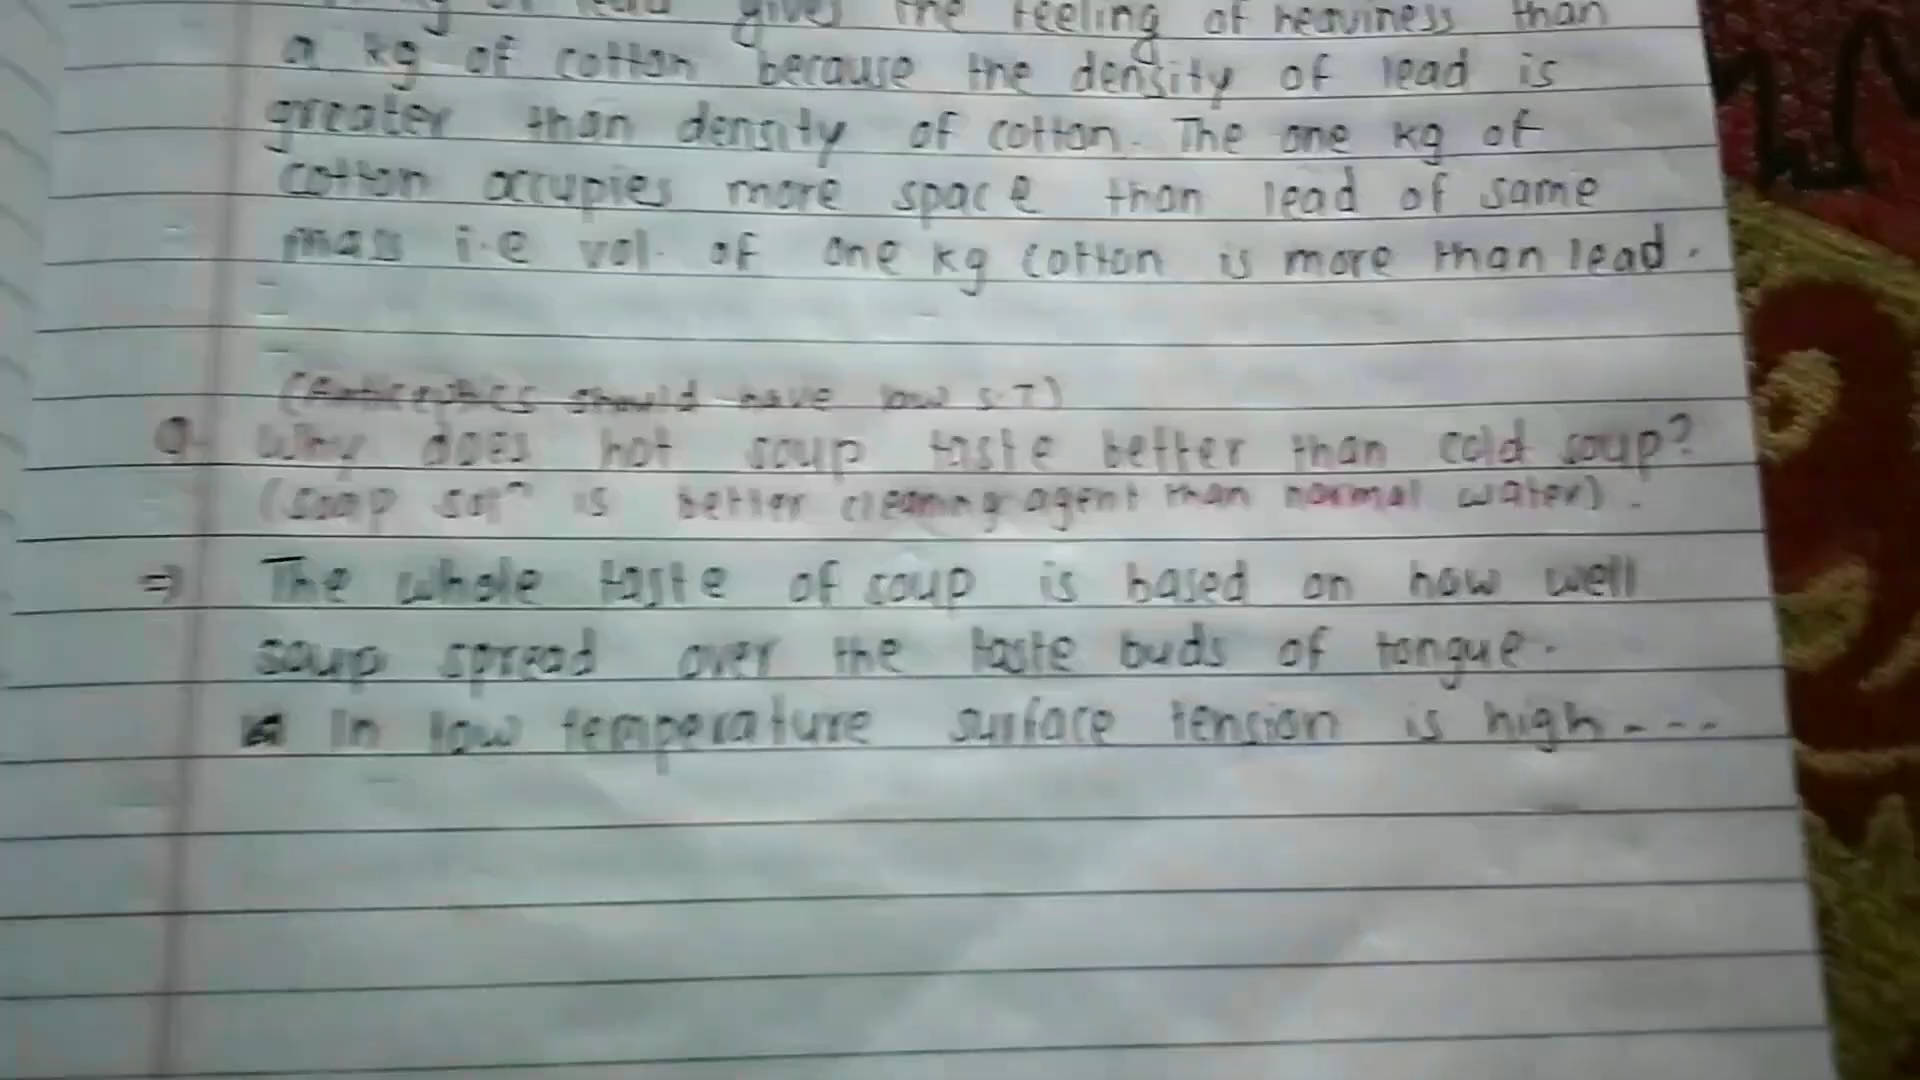 lead gives the feeling of heaviness than
a kg of cotton because the density of lead is
greater than density of cotton. The one kg of
cotton occupies more space than lead of same
mass i.e vol. of one kg cotton is more than lead.
(Anticeptics should have low s.T)
Q- Why does hot soup taste better than cold soup?
(soap solⁿ is better cleaning agent than normal water).
⇒ The whole taste of soup is based on how well
soup spread over the taste buds of tongue.
In low temperature surface tension is high----